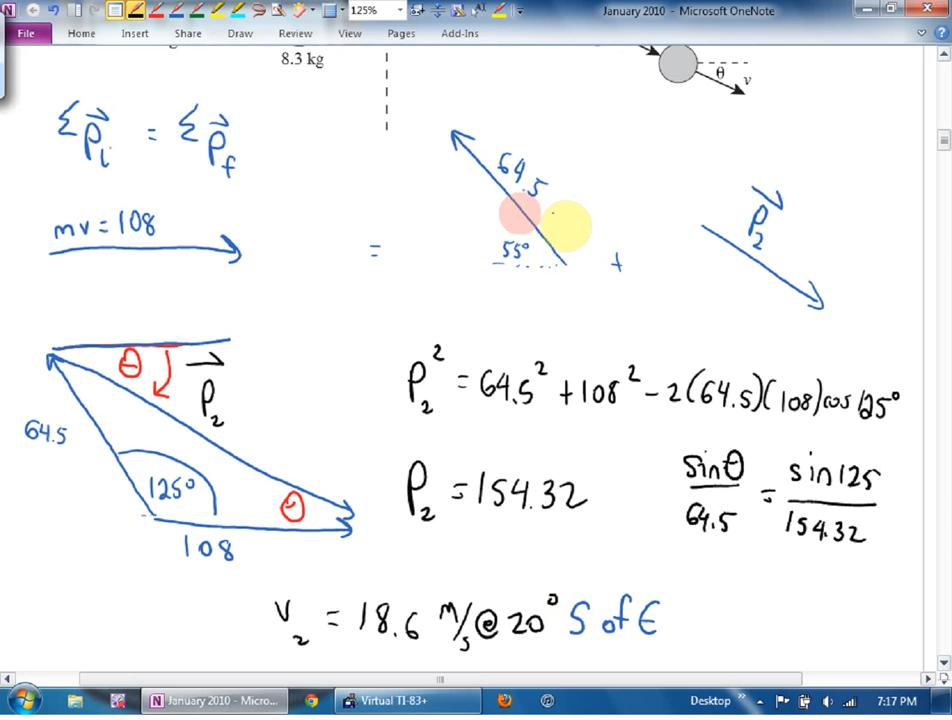 125%
January 2010 - Microsoft OneNote
File Home Insert Share Draw Review View Pages Add-Ins
8.3 kg
θ
v
Σp⃗i = Σp⃗f
64.5
mv = 108
=
55°
+
p⃗2
θ
p⃗2
64.5
125°
θ
108
p2² = 64.5² + 108² - 2(64.5)(108)cos125°
p2 = 154.32
sinθ/64.5 = sin125/154.32
v2 = 18.6 m/s @ 20° S of E
January 2010 - Micro...
Virtual TI-83+
Desktop
7:17 PM